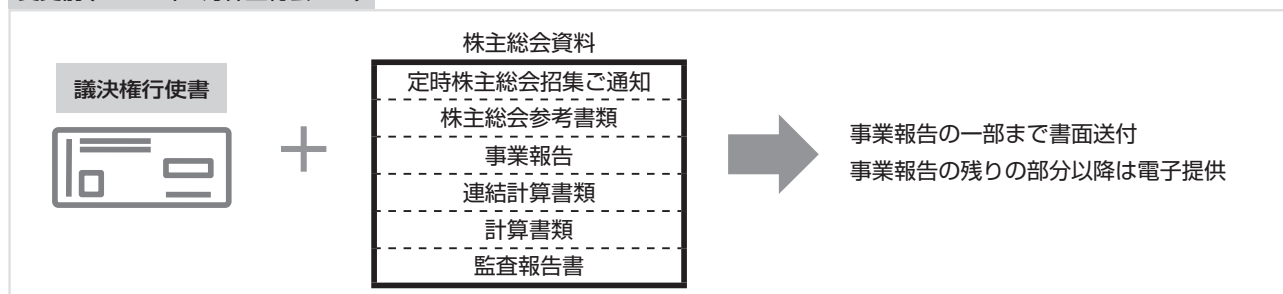 株主総会資料
議決権行使書
定時株主総会招集ご通知
株主総会参考書類
事業報告
連結計算書類
計算書類
監査報告書
事業報告の一部まで書面送付
事業報告の残りの部分以降は電子提供